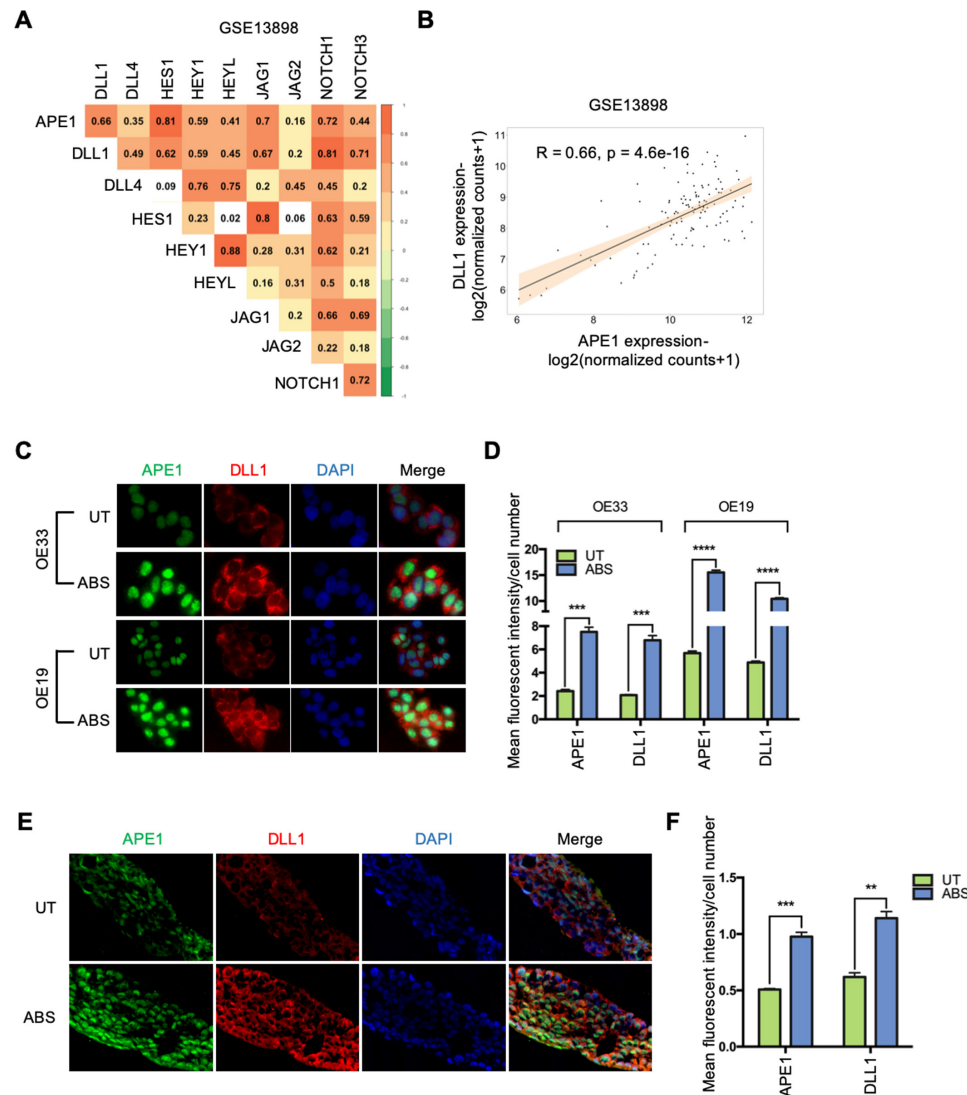 A
GSE13898
DLL1 DLL4 HES1 HEY1 HEYL JAG1 JAG2 NOTCH1 NOTCH3
APE1 0.66 0.35 0.81 0.59 0.41 0.7 0.16 0.72 0.44
DLL1 0.49 0.62 0.59 0.45 0.67 0.2 0.81 0.71
DLL4 0.09 0.76 0.75 0.2 0.45 0.45 0.2
HES1 0.23 0.02 0.8 0.06 0.63 0.59
HEY1 0.88 0.28 0.31 0.62 0.21
HEYL 0.16 0.31 0.5 0.18
JAG1 0.2 0.66 0.69
JAG2 0.22 0.18
NOTCH1 0.72
1
0.8
0.6
0.4
0.2
0
-0.2
-0.4
-0.6
-0.8
-1
B
GSE13898
R = 0.66, p = 4.6e-16
DLL1 expression-
log2(normalized counts+1)
11
10
9
8
7
6
6 8 10 12
APE1 expression-
log2(normalized counts+1)
C
APE1 DLL1 DAPI Merge
OE33
UT
ABS
OE19
UT
ABS
D
OE33 OE19
UT
ABS
*** *** **** ****
Mean fluorescent intensity/cell number
20
15
10
8
6
4
2
0
APE1 DLL1 APE1 DLL1
E
APE1 DLL1 DAPI Merge
UT
ABS
F
UT
ABS
*** **
Mean fluorescent intensity/cell number
1.5
1.0
0.5
0.0
APE1 DLL1